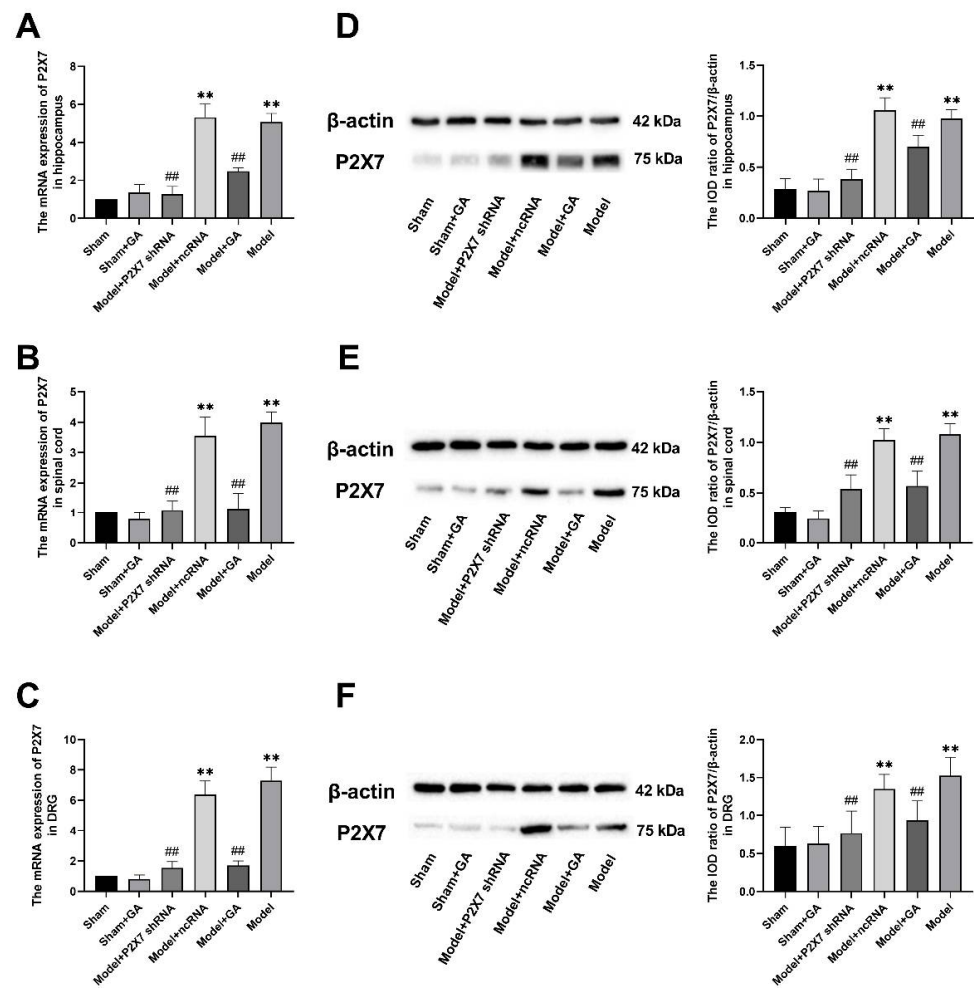 A
The mRNA expression of P2X7
in hippocampus
8
6
4
2
0
**
**
##
##
Sham
Sham+GA
Model+P2X7 shRNA
Model+ncRNA
Model+GA
Model
D
β-actin
42 kDa
P2X7
75 kDa
Sham
Sham+GA
Model+P2X7 shRNA
Model+ncRNA
Model+GA
Model
The IOD ratio of P2X7/β-actin
in hippocampus
1.5
1.0
0.5
0.0
##
**
##
**
Sham
Sham+GA
Model+P2X7 shRNA
Model+ncRNA
Model+GA
Model
B
The mRNA expression of P2X7
in spinal cord
5
4
3
2
1
0
##
**
##
**
Sham
Sham+GA
Model+P2X7 shRNA
Model+ncRNA
Model+GA
Model
E
β-actin
42 kDa
P2X7
75 kDa
Sham
Sham+GA
Model+P2X7 shRNA
Model+ncRNA
Model+GA
Model
The IOD ratio of P2X7/β-actin
in spinal cord
1.5
1.0
0.5
0.0
##
**
##
**
Sham
Sham+GA
Model+P2X7 shRNA
Model+ncRNA
Model+GA
Model
C
The mRNA expression of P2X7
in DRG
10
8
6
4
2
0
##
**
##
**
Sham
Sham+GA
Model+P2X7 shRNA
Model+ncRNA
Model+GA
Model
F
β-actin
42 kDa
P2X7
75 kDa
Sham
Sham+GA
Model+P2X7 shRNA
Model+ncRNA
Model+GA
Model
The IOD ratio of P2X7/β-actin
in DRG
2.0
1.5
1.0
0.5
0.0
##
**
##
**
Sham
Sham+GA
Model+P2X7 shRNA
Model+ncRNA
Model+GA
Model